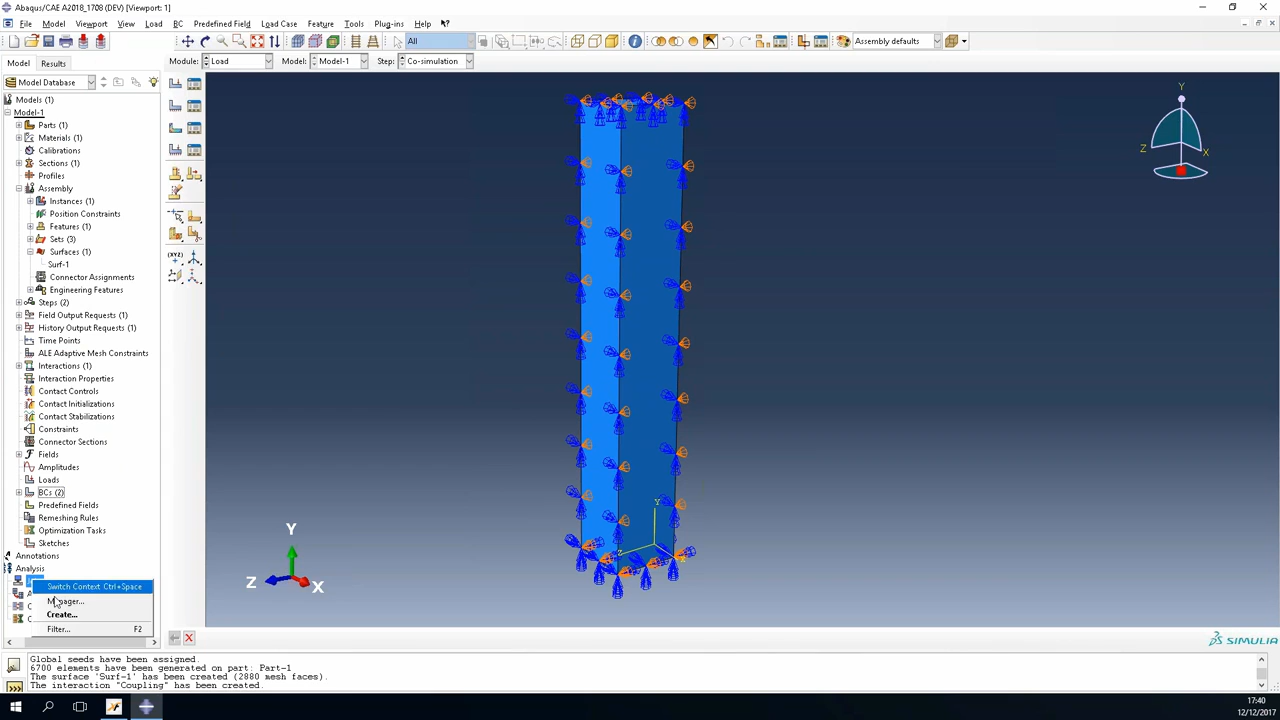 Abaqus/CAE A2018_1708 (DEV) [Viewport: 1]
File Model Viewport View Load BC Predefined Field Load Case Feature Tools Plug-ins Help
All Assembly defaults
Model Results Module: Load Model: Model-1 Step: Co-simulation
Model Database
Models (1)
Model-1
Parts (1)
Materials (1)
Calibrations
Sections (1)
Profiles
Assembly
Instances (1)
Position Constraints
Features (1)
Sets (3)
Surfaces (1)
Surf-1
Connector Assignments
Engineering Features
Steps (2)
Field Output Requests (1)
History Output Requests (1)
Time Points
ALE Adaptive Mesh Constraints
Interactions (1)
Interaction Properties
Contact Controls
Contact Initializations
Contact Stabilizations
Constraints
Connector Sections
Fields
Amplitudes
Loads
BCs (2)
Predefined Fields
Remeshing Rules
Optimization Tasks
Sketches
Annotations
Analysis
Switch Context Ctrl+Space
Manager...
Create...
Filter... F2
(XYZ)
Y
Z X
Y
Z
Y
Z X
SIMULIA
Global seeds have been assigned.
6700 elements have been generated on part: Part-1
The surface 'Surf-1' has been created (2880 mesh faces).
The interaction "Coupling" has been created.
17:40
12/12/2017